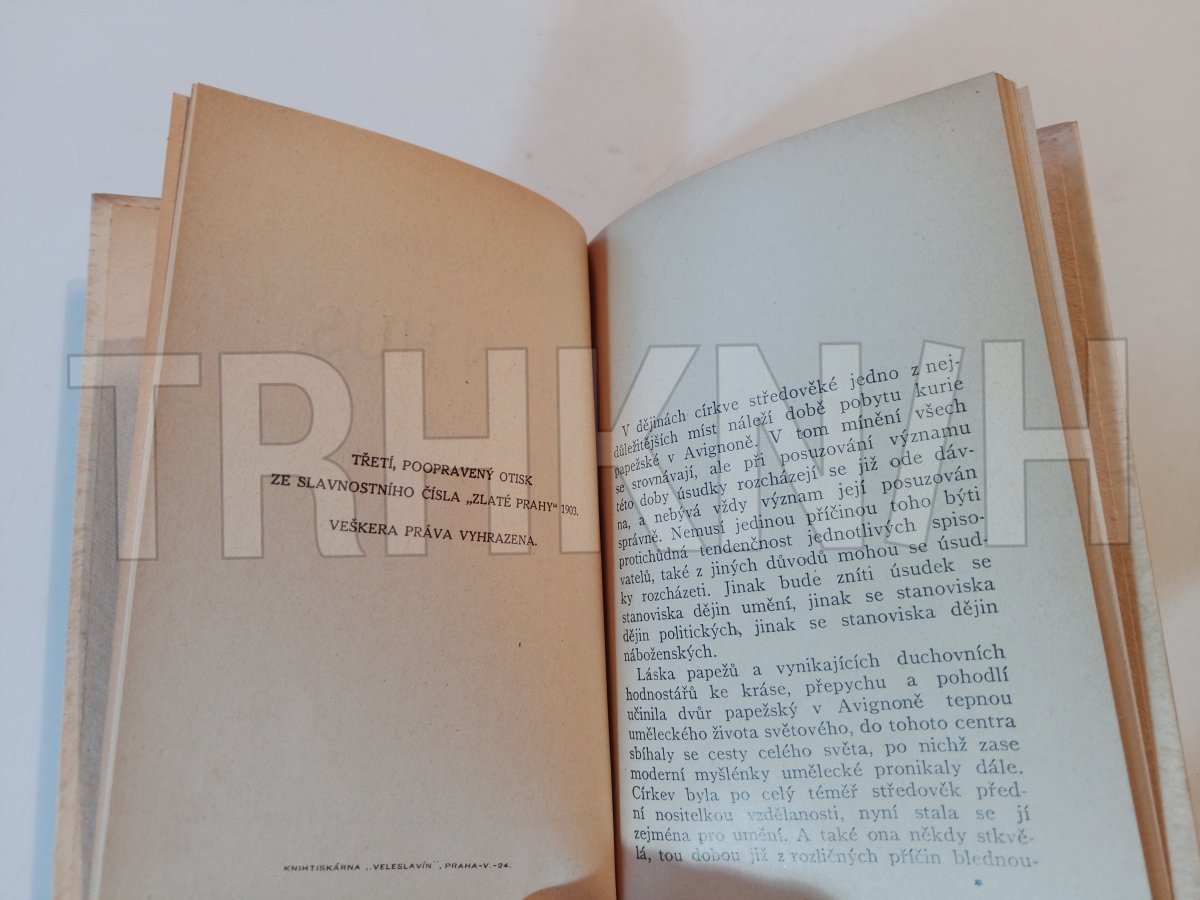 TŘETÍ, POOPRAVENÝ OTISK
ZE SLAVNOSTNÍHO ČÍSLA „ZLATÉ PRAHY“ 1903.
VEŠKERA PRÁVA VYHRAZENA.
KNIHTISKÁRNA „VELESLAVÍN“, PRAHA-V.-24.
V dějinách církve středověké jedno z nej-
důležitějších míst náleží době pobytu kurie
papežské v Avignoně. V tom mínění všech
se srovnávají, ale při posuzování významu
této doby úsudky rozcházejí se již ode dáv-
na, a nebývá vždy význam její posuzován
správně. Nemusí jedinou příčinou toho býti
protichůdná tendenčnost jednotlivých spiso-
vatelů, také z jiných důvodů mohou se úsud-
ky rozcházeti. Jinak bude zníti úsudek se
stanoviska dějin umění, jinak se stanoviska
dějin politických, jinak se stanoviska dějin
náboženských.
Láska papežů a vynikajících duchovních
hodnostářů ke kráse, přepychu a pohodlí
učinila dvůr papežský v Avignoně tepnou
uměleckého života světového, do tohoto centra
sbíhaly se cesty celého světa, po nichž zase
moderní myšlénky umělecké pronikaly dále.
Církev byla po celý téměř středověk před-
ní nositelkou vzdělanosti, nyní stala se jí
zejména pro umění. A také ona někdy stkvě-
lá, tou dobou již z rozličných příčin blednou-
*
TRHKNIH